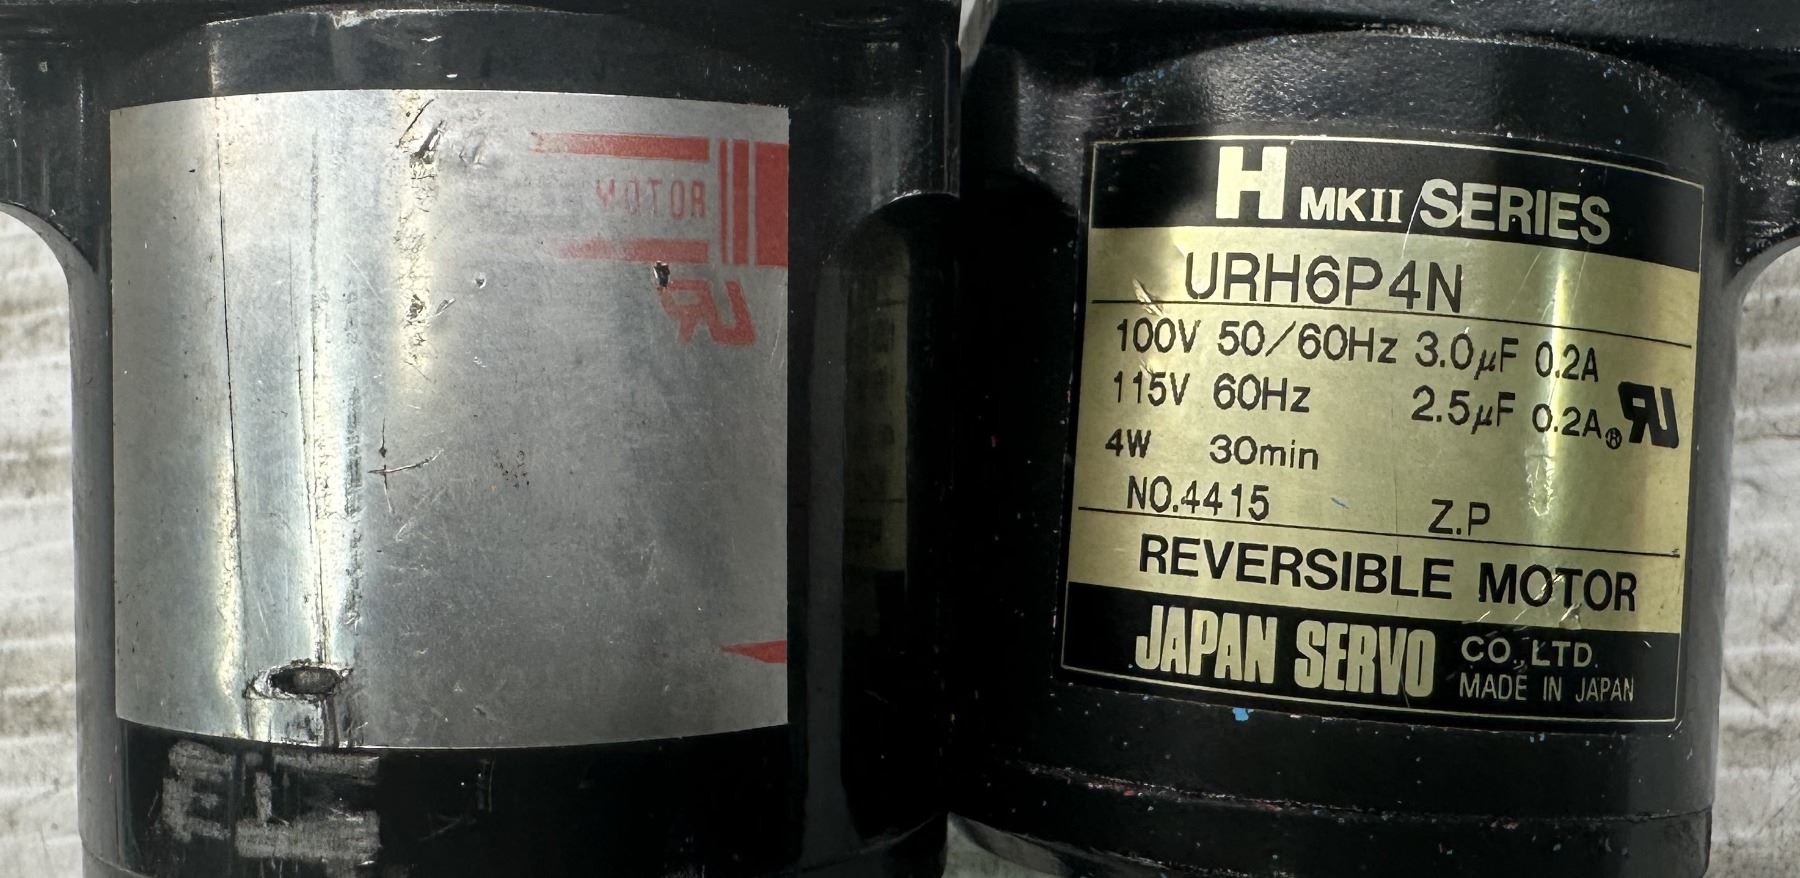 H MKII SERIES
URH6P4N
100V 50/60Hz 3.0μF 0.2A
115V 60Hz 2.5μF 0.2A
4W 30min
NO.4415 Z.P
REVERSIBLE MOTOR
JAPAN SERVO CO.,LTD.
MADE IN JAPAN